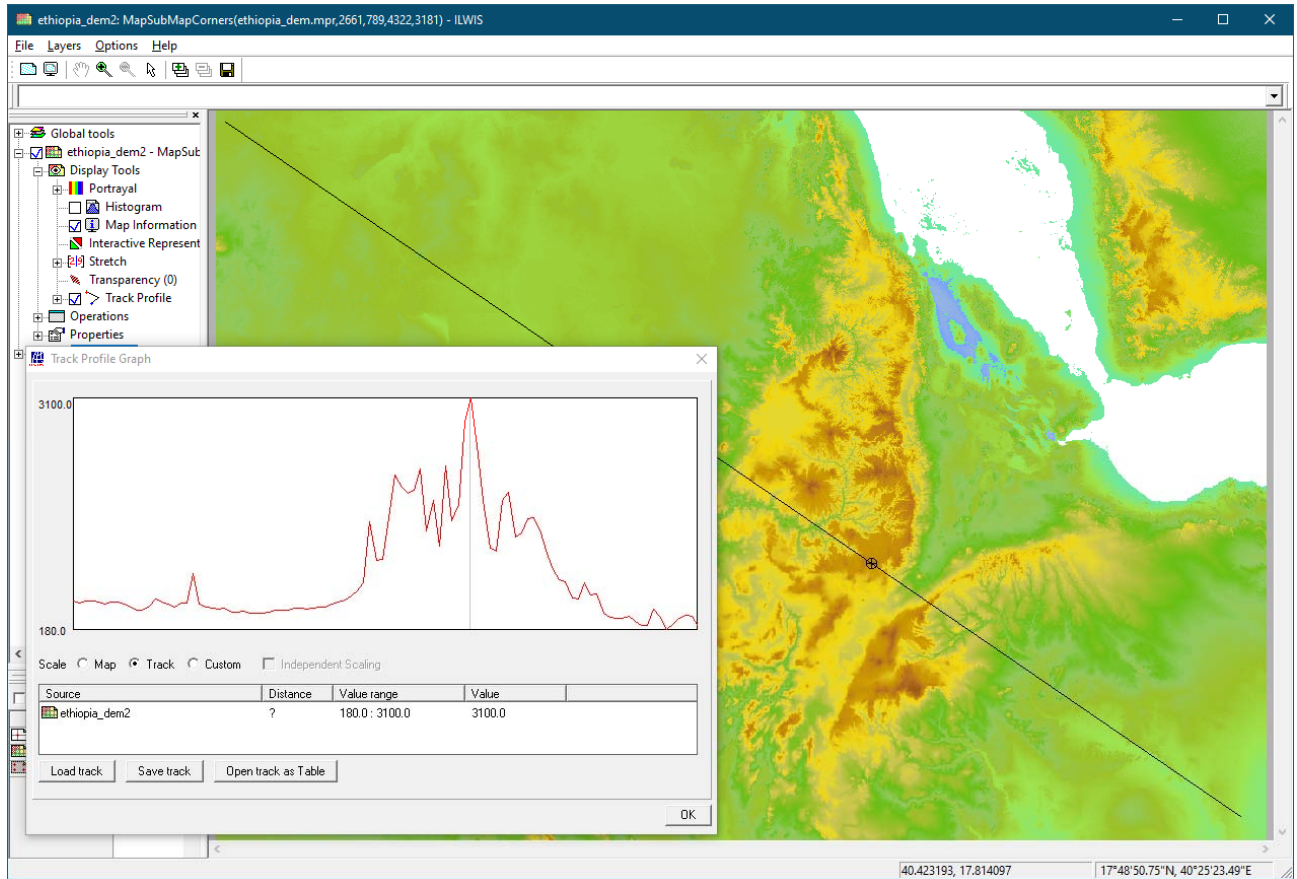 ethiopia_dem2: MapSubMapCorners(ethiopia_dem.mpr,2661,789,4322,3181) - ILWIS
File Layers Options Help
Global tools
ethiopia_dem2 - MapSub
Display Tools
Portrayal
Histogram
Map Information
Interactive Represent
Stretch
Transparency (0)
Track Profile
Operations
Properties
Track Profile Graph
3100.0
180.0
Scale Map Track Custom Independent Scaling
Source Distance Value range Value
ethiopia_dem2 ? 180.0 : 3100.0 3100.0
Load track Save track Open track as Table
OK
40.423193, 17.814097 17°48'50.75"N, 40°25'23.49"E